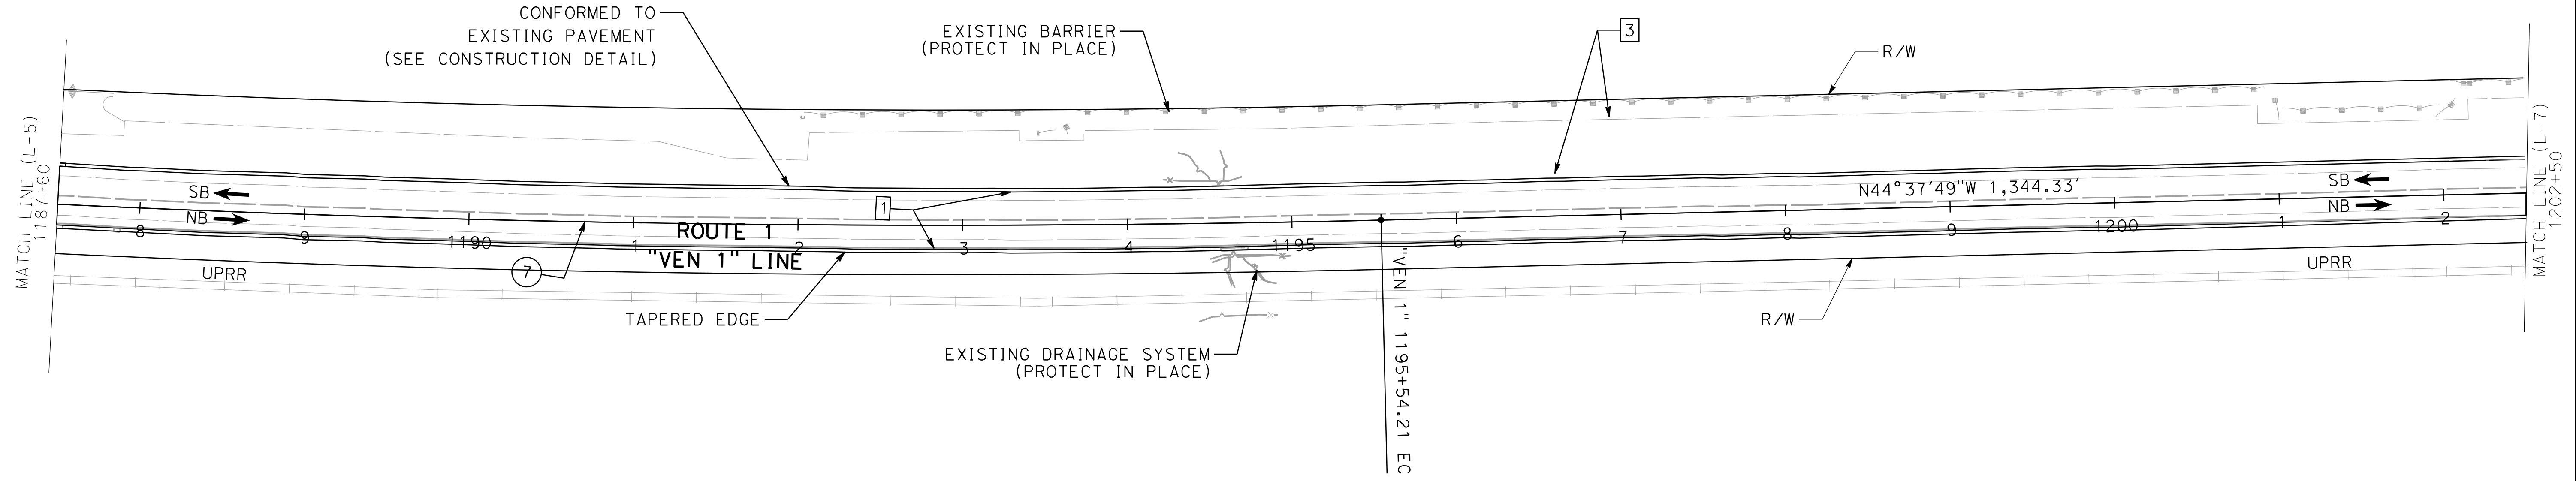 CONFORMED TO
EXISTING PAVEMENT
(SEE CONSTRUCTION DETAIL)
EXISTING BARRIER
(PROTECT IN PLACE)
3
R/W
MATCH LINE (L-5)
1187+60
MATCH LINE (L-7)
1202+50
SB
NB
1
N44°37'49"W 1,344.33'
SB
NB
8
9
1190
1
2
3
4
1195
6
7
8
9
1200
1
2
ROUTE 1
"VEN 1" LINE
7
UPRR
UPRR
TAPERED EDGE
"VEN 1" 1195+54.21 EC
R/W
EXISTING DRAINAGE SYSTEM
(PROTECT IN PLACE)